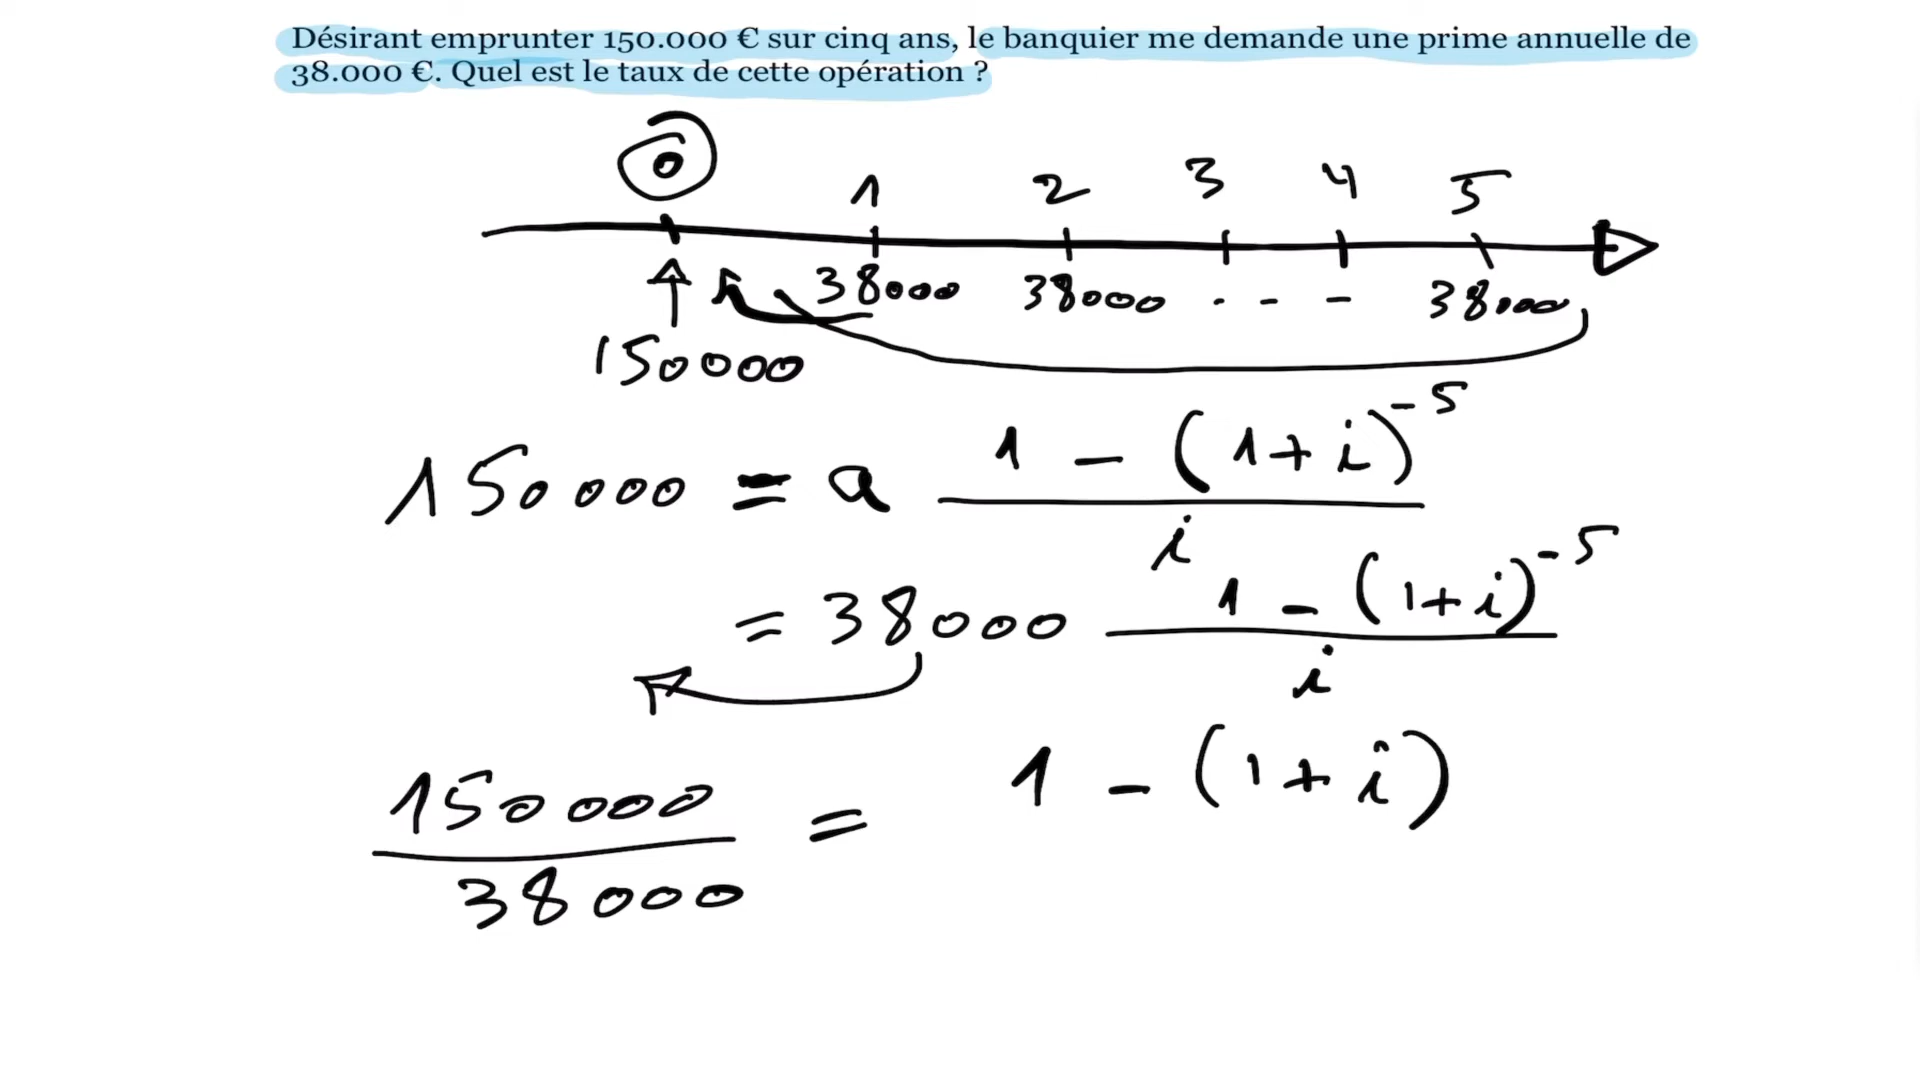 Désirant emprunter 150.000 € sur cinq ans, le banquier me demande une prime annuelle de
38.000 €. Quel est le taux de cette opération ?
0 1 2 3 4 5
38000 38000 . - - 38000
150000
150000 = a (1 - (1+i)^-5) / i
= 38000 (1 - (1+i)^-5) / i
150000 / 38000 = 1 - (1+i)